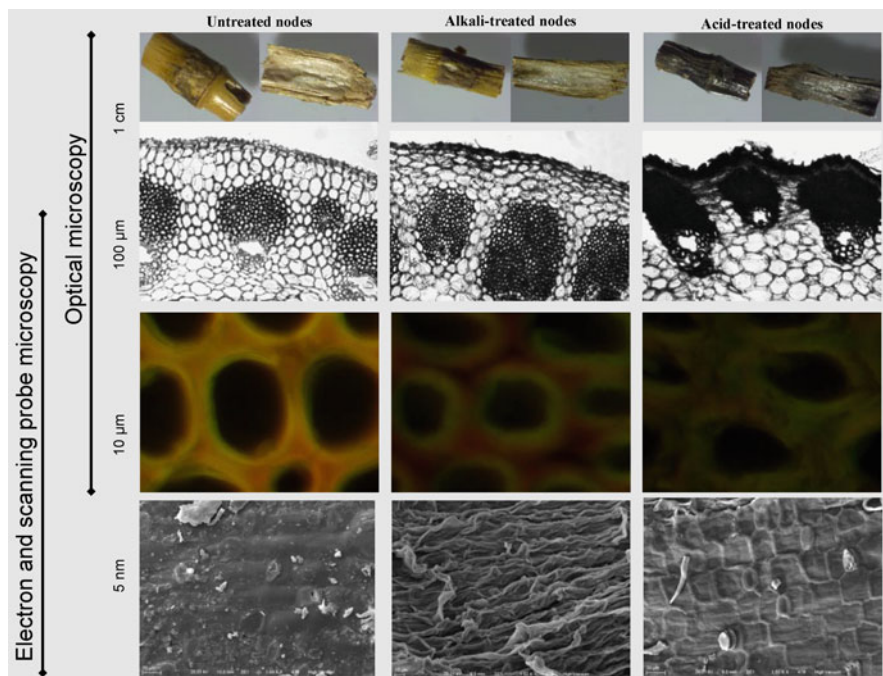 Untreated nodes
Alkali-treated nodes
Acid-treated nodes
Electron and scanning probe microscopy
Optical microscopy
1 cm
100 µm
10 µm
5 nm